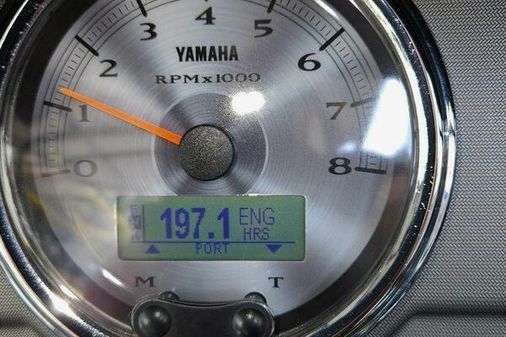 3 4 5
YAMAHA
2 RPMx1000 6
1 7
0 8
197.1 ENG
HRS
PORT
M T